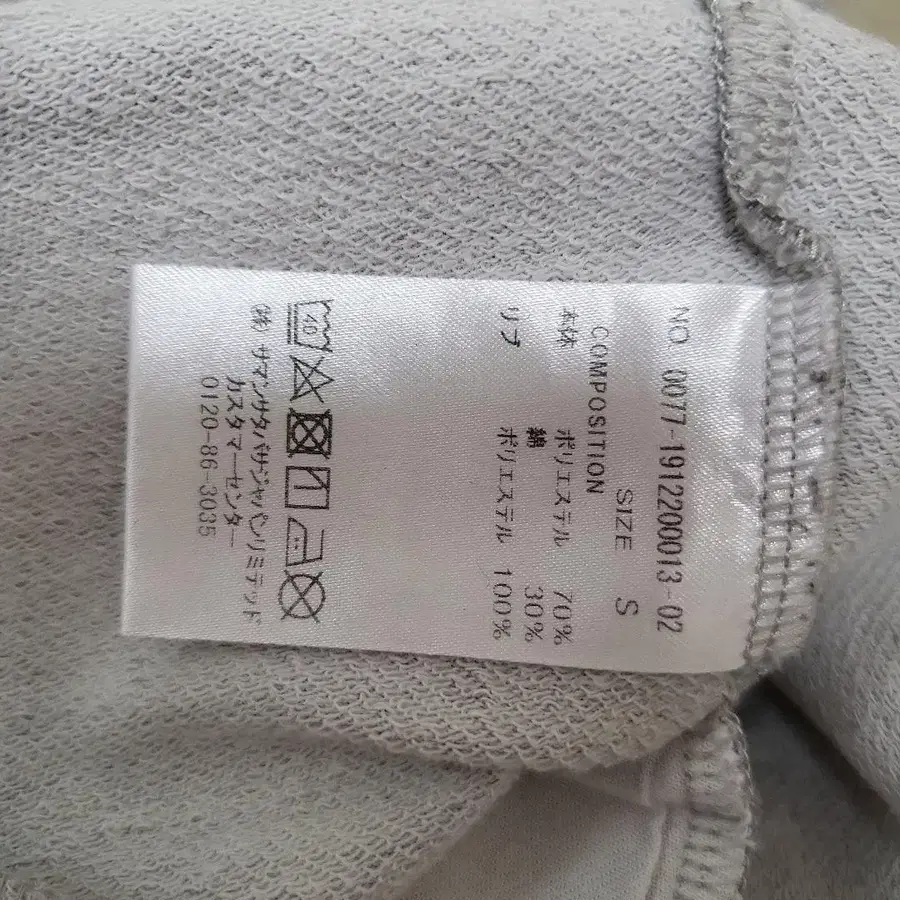 NO. 0077-191220013-02
SIZE S
COMPOSITION
本体 ポリエステル 70%
綿 30%
リブ ポリエステル 100%
40
㈱サマンサタバサジャパンリミテッド
カスタマーセンター
0120-86-3035